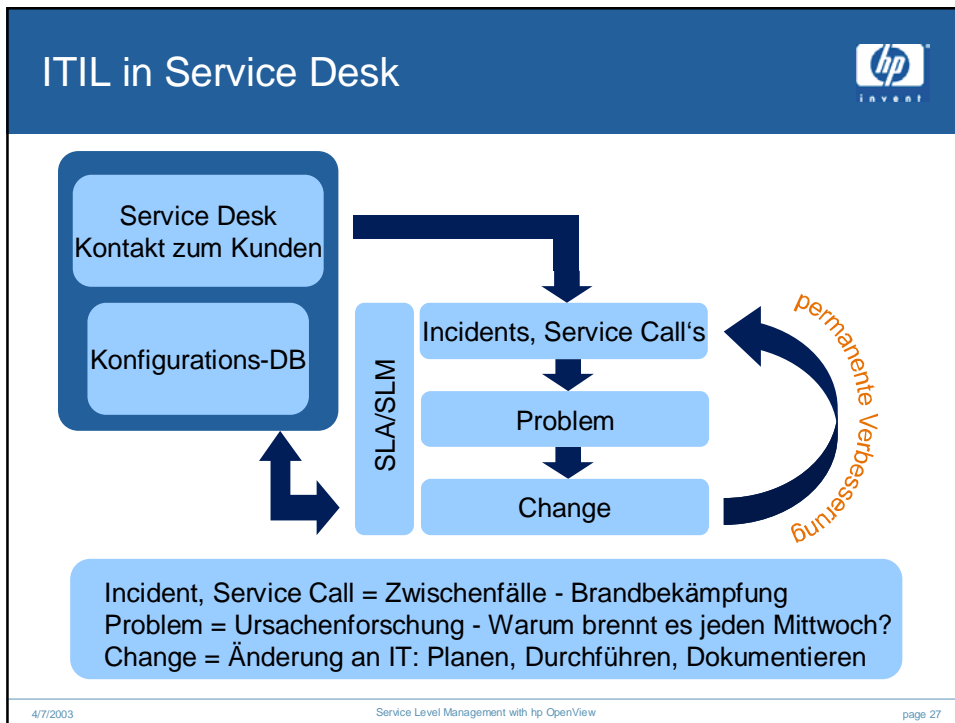 ITIL in Service Desk
hp
invent
Service Desk
Kontakt zum Kunden
Konfigurations-DB
SLA/SLM
Incidents, Service Call‘s
Problem
Change
permanente Verbesserung
Incident, Service Call = Zwischenfälle - Brandbekämpfung
Problem = Ursachenforschung - Warum brennt es jeden Mittwoch?
Change = Änderung an IT: Planen, Durchführen, Dokumentieren
4/7/2003
Service Level Management with hp OpenView
page 27